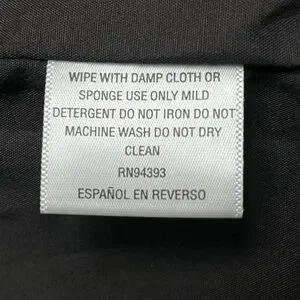 WIPE WITH DAMP CLOTH OR
SPONGE USE ONLY MILD
DETERGENT DO NOT IRON DO NOT
MACHINE WASH DO NOT DRY
CLEAN
RN94393
ESPAÑOL EN REVERSO